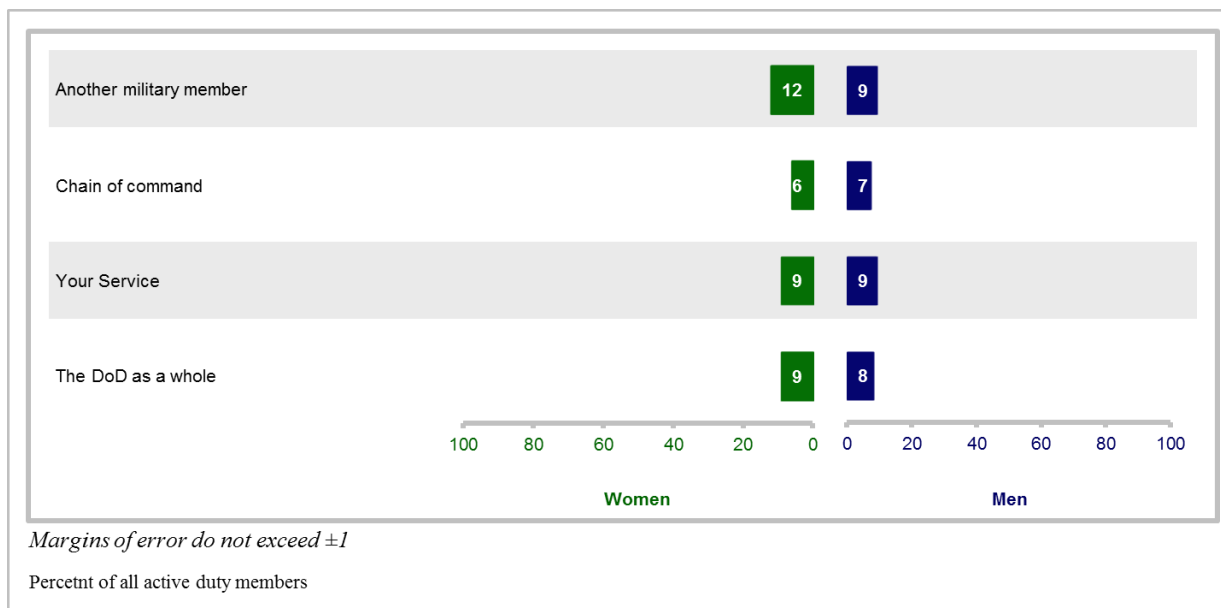 Another military member 12 9
Chain of command 6 7
Your Service 9 9
The DoD as a whole 9 8
100 80 60 40 20 0 0 20 40 60 80 100
Women Men
Margins of error do not exceed ±1
Percetnt of all active duty members